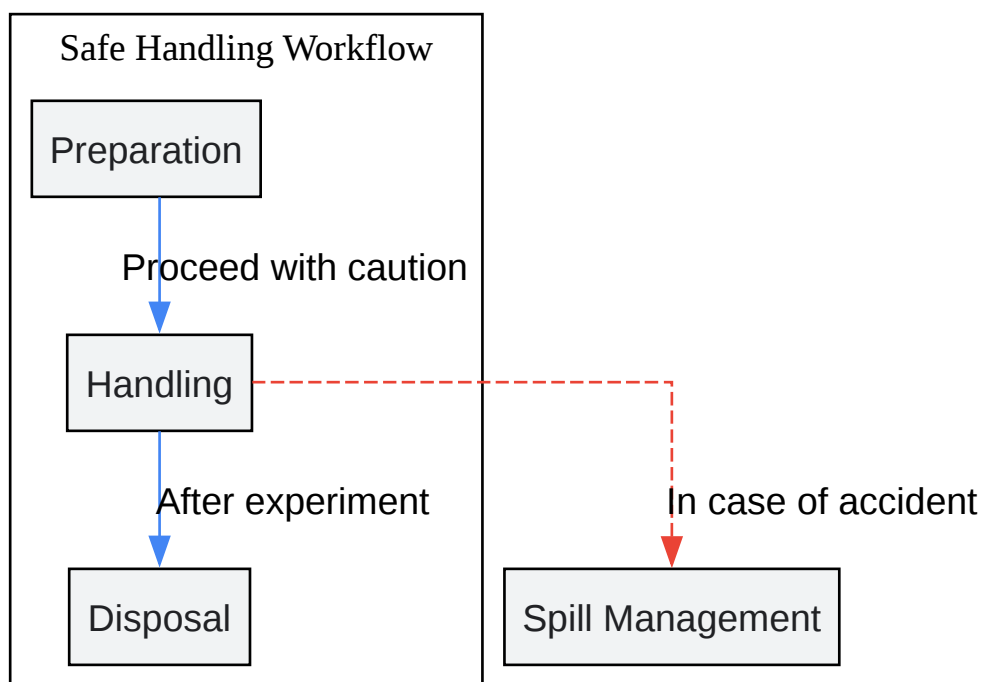 Safe Handling Workflow
Preparation
Proceed with caution
Handling
After experiment
In case of accident
Disposal
Spill Management